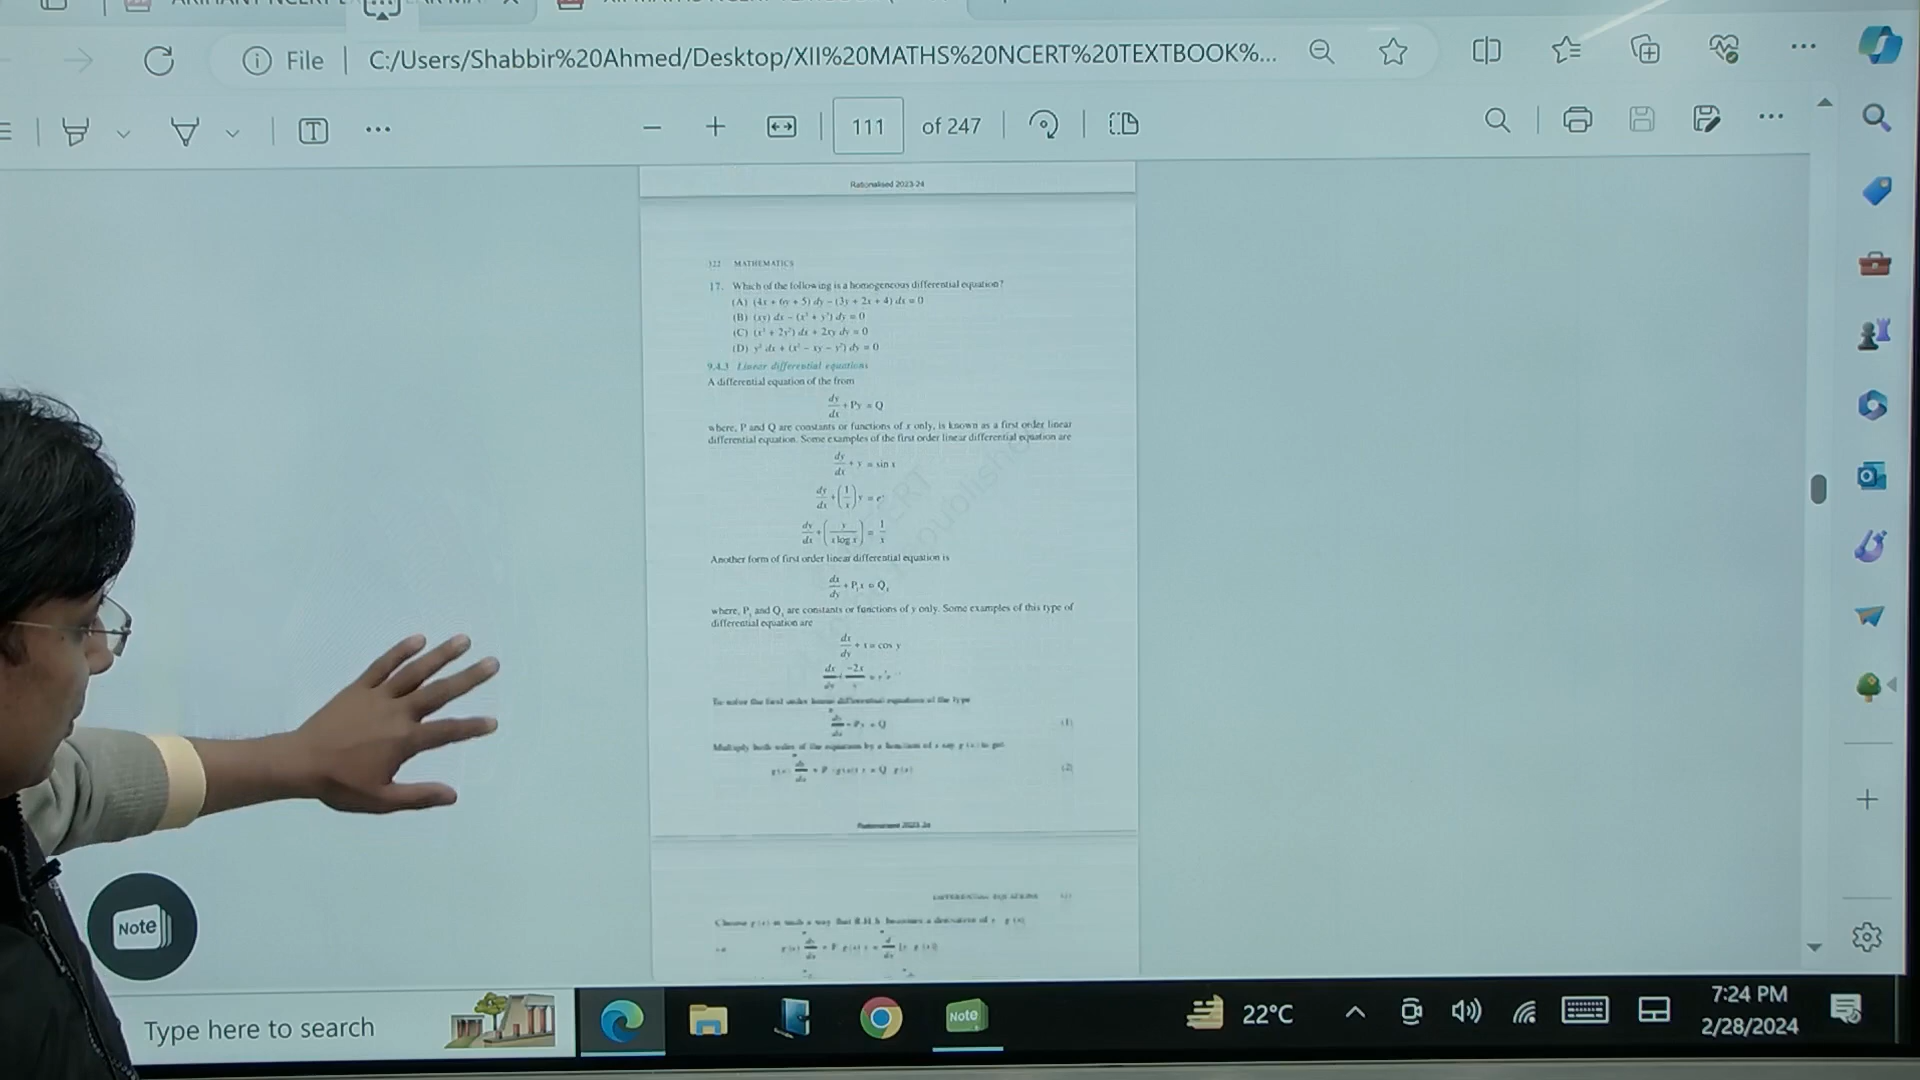 File | C:/Users/Shabbir%20Ahmed/Desktop/XII%20MATHS%20NCERT%20TEXTBOOK%...
111 of 247
Rationalised 2023-24
322 MATHEMATICS
17. Which of the following is a homogeneous differential equation?
(A) (4x + 6y + 5) dy – (3y + 2x + 4) dx = 0
(B) (xy) dx – (x³ + y³) dy = 0
(C) (x³ + 2y²) dx + 2xy dy = 0
(D) y² dx + (x² – xy – y²) dy = 0
9.4.3 Linear differential equations
A differential equation of the from
dy/dx + Py = Q
where, P and Q are constants or functions of x only, is known as a first order linear
differential equation. Some examples of the first order linear differential equation are
dy/dx + y = sin x
dy/dx + (1/x) y = eˣ
dy/dx + (y/(x log x)) = 1/x
Another form of first order linear differential equation is
dx/dy + P₁x = Q₁
where, P₁ and Q₁ are constants or functions of y only. Some examples of this type of
differential equation are
dx/dy + x = cos y
dx/dy + –2x/y =
To solve the first order linear differential equations of the type
dy/dx + Py = Q (1)
Multiply both sides of the equation by a function of x say g (x) to get
g(x) dy/dx + P g(x) y = Q g(x) (2)
Rationalised 2023-24
DIFFERENTIAL EQUATIONS
Choose g (x) in such a way that R.H.S. becomes a derivative of y g (x)
g(x) dy/dx + P g(x) y = d/dx [y g (x)]
Note
Type here to search
Note
22°C
7:24 PM
2/28/2024